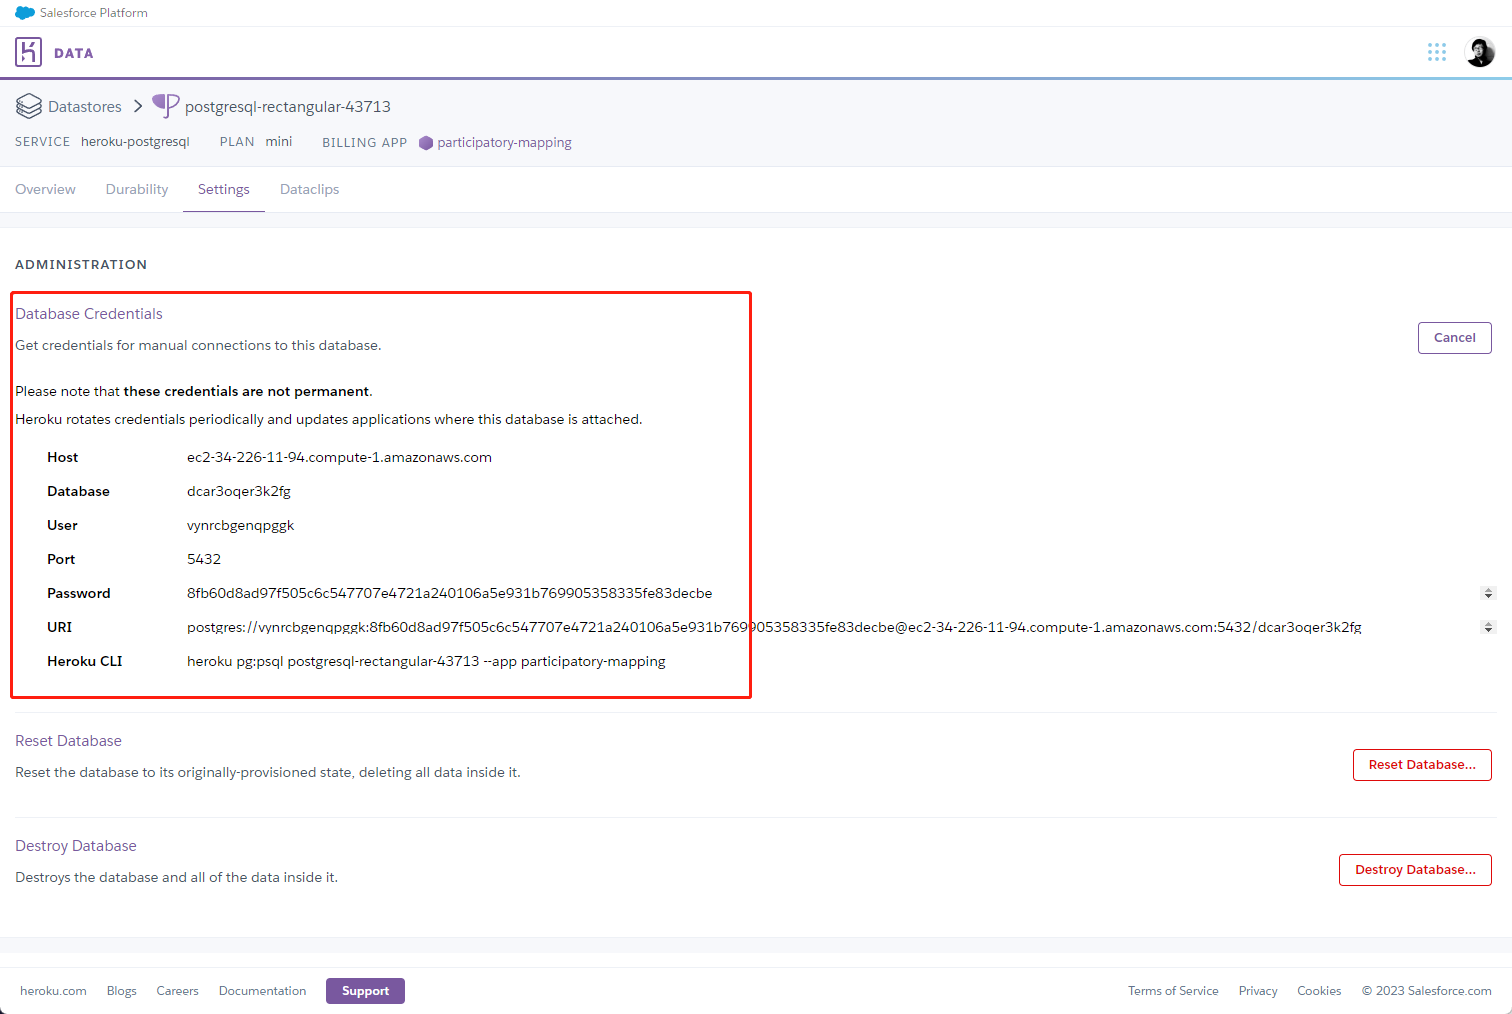 Salesforce Platform
DATA
Datastores postgresql-rectangular-43713
SERVICE heroku-postgresql PLAN mini BILLING APP participatory-mapping
Overview Durability Settings Dataclips
ADMINISTRATION
Database Credentials
Get credentials for manual connections to this database.
Cancel
Please note that these credentials are not permanent.
Heroku rotates credentials periodically and updates applications where this database is attached.
Host ec2-34-226-11-94.compute-1.amazonaws.com
Database dcar3oqer3k2fg
User vynrcbgenqpggk
Port 5432
Password 8fb60d8ad97f505c6c547707e4721a240106a5e931b769905358335fe83decbe
URI postgres://vynrcbgenqpggk:8fb60d8ad97f505c6c547707e4721a240106a5e931b769905358335fe83decbe@ec2-34-226-11-94.compute-1.amazonaws.com:5432/dcar3oqer3k2fg
Heroku CLI heroku pg:psql postgresql-rectangular-43713 --app participatory-mapping
Reset Database
Reset the database to its originally-provisioned state, deleting all data inside it.
Reset Database...
Destroy Database
Destroys the database and all of the data inside it.
Destroy Database...
heroku.com Blogs Careers Documentation Support Terms of Service Privacy Cookies © 2023 Salesforce.com